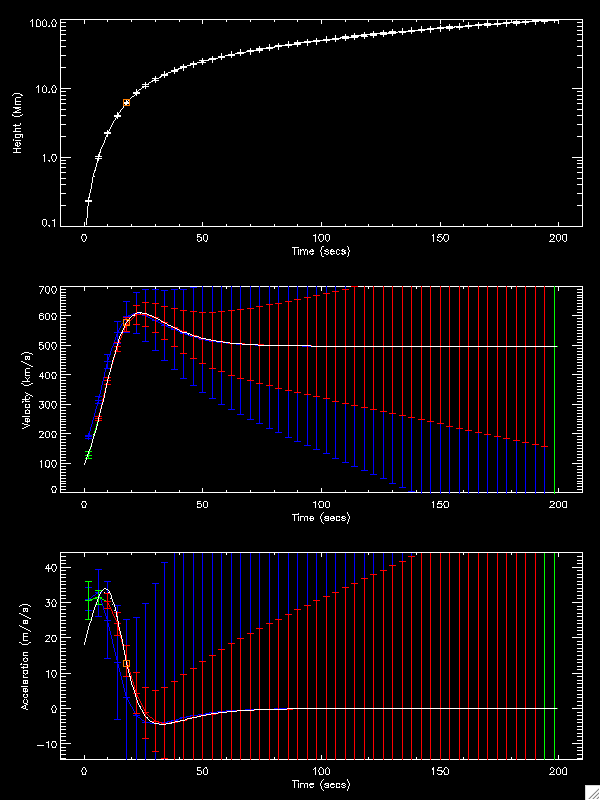 100.0
10.0
1.0
0.1
Height (Mm)
0 50 100 150 200
Time (secs)
700
600
500
400
300
200
100
0
Velocity (km/s)
0 50 100 150 200
Time (secs)
40
30
20
10
0
-10
Acceleration (m/s/s)
0 50 100 150 200
Time (secs)